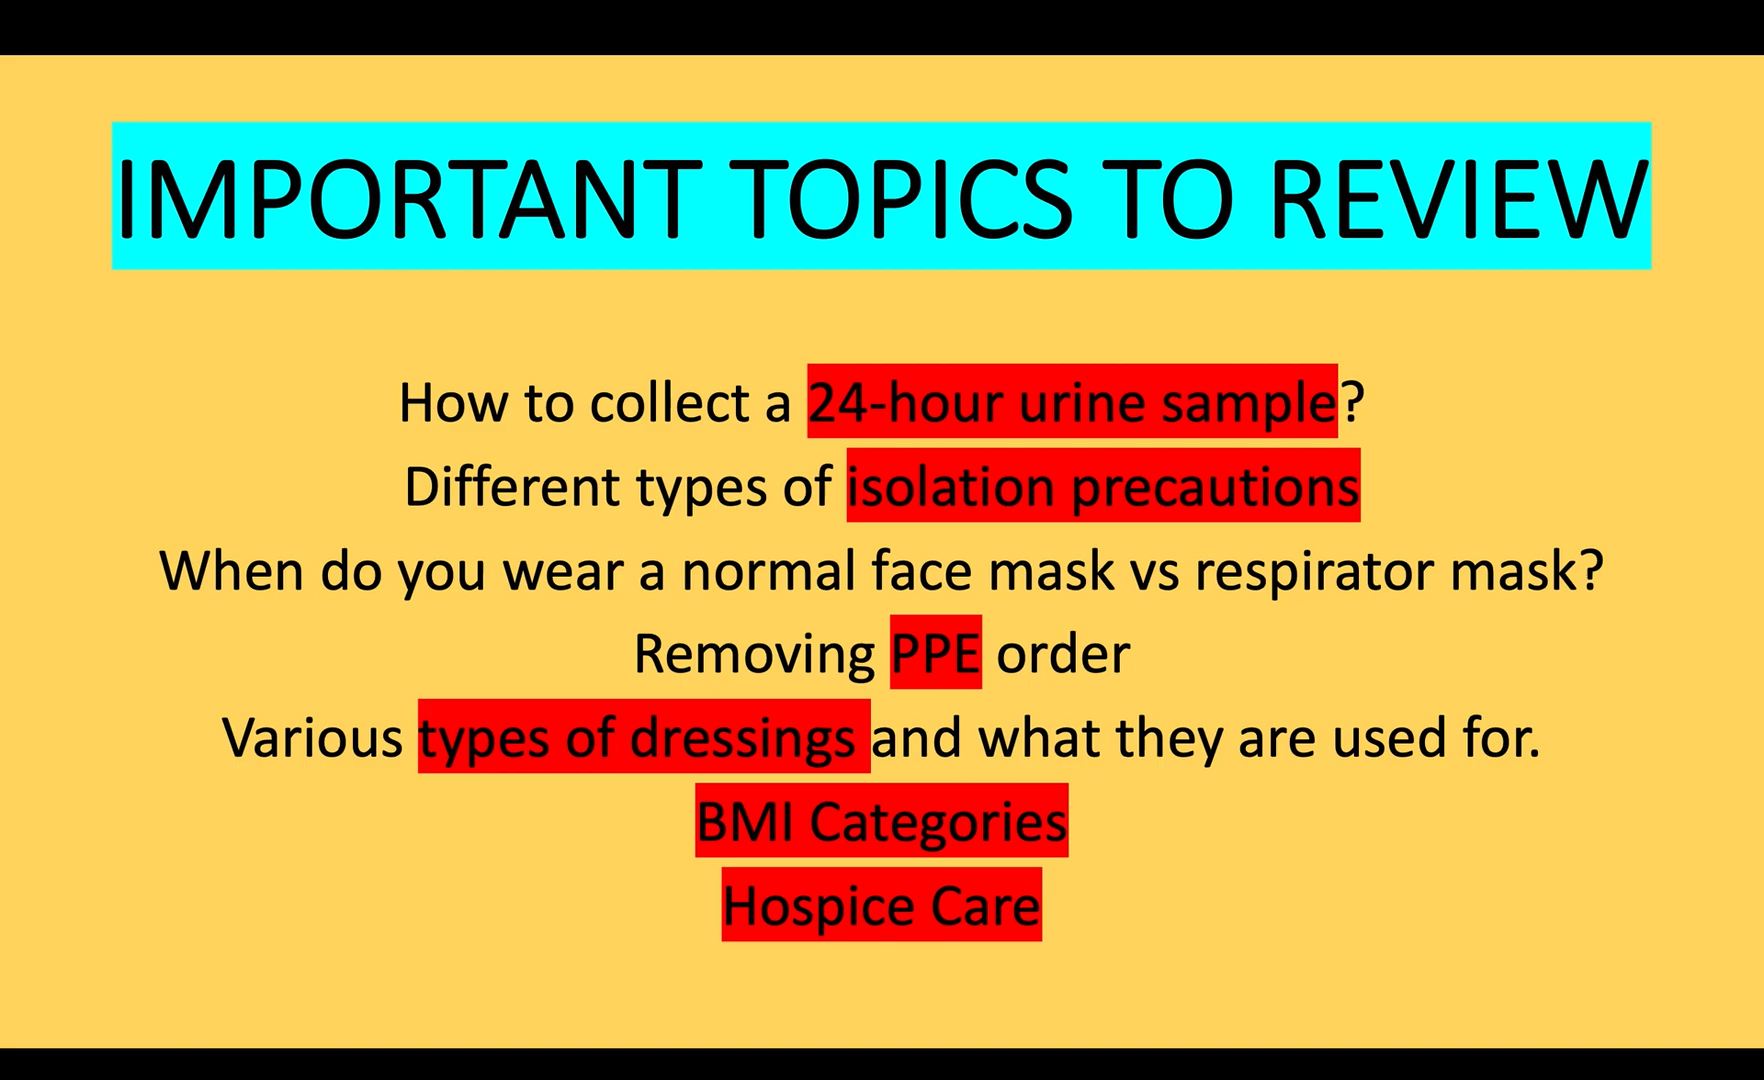 IMPORTANT TOPICS TO REVIEW
How to collect a 24-hour urine sample?
Different types of isolation precautions
When do you wear a normal face mask vs respirator mask?
Removing PPE order
Various types of dressings and what they are used for.
BMI Categories
Hospice Care